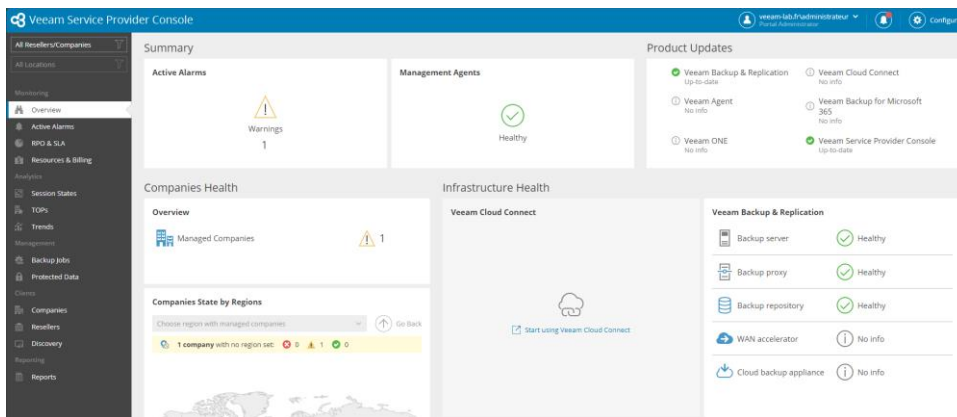 Veeam Service Provider Console
veeam-lab.fr\administrateur
Portal Administrator
Configur
All Resellers/Companies
All Locations
Monitoring
Overview
Active Alarms
RPO & SLA
Resources & Billing
Analytics
Session States
TOPs
Trends
Management
Backup Jobs
Protected Data
Clients
Companies
Resellers
Discovery
Reporting
Reports
Summary
Active Alarms
Warnings
1
Management Agents
Healthy
Product Updates
Veeam Backup & Replication
Up-to-date
Veeam Cloud Connect
No info
Veeam Agent
No info
Veeam Backup for Microsoft
365
No info
Veeam ONE
No info
Veeam Service Provider Console
Up-to-date
Companies Health
Overview
Managed Companies
1
Companies State by Regions
Choose region with managed companies
Go Back
1 company with no region set: 0 1 0
Infrastructure Health
Veeam Cloud Connect
Start using Veeam Cloud Connect
Veeam Backup & Replication
Backup server Healthy
Backup proxy Healthy
Backup repository Healthy
WAN accelerator No info
Cloud backup appliance No info